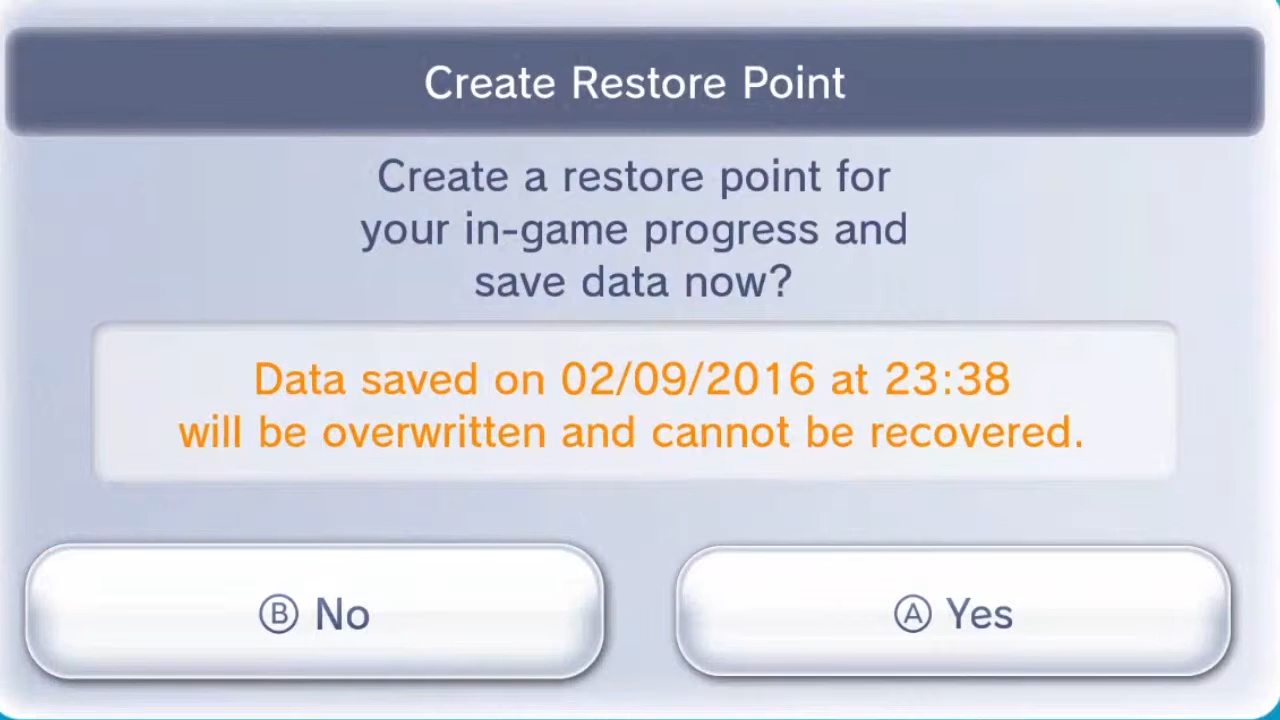 Create Restore Point
Create a restore point for
your in-game progress and
save data now?
Data saved on 02/09/2016 at 23:38
will be overwritten and cannot be recovered.
Ⓑ No
Ⓐ Yes